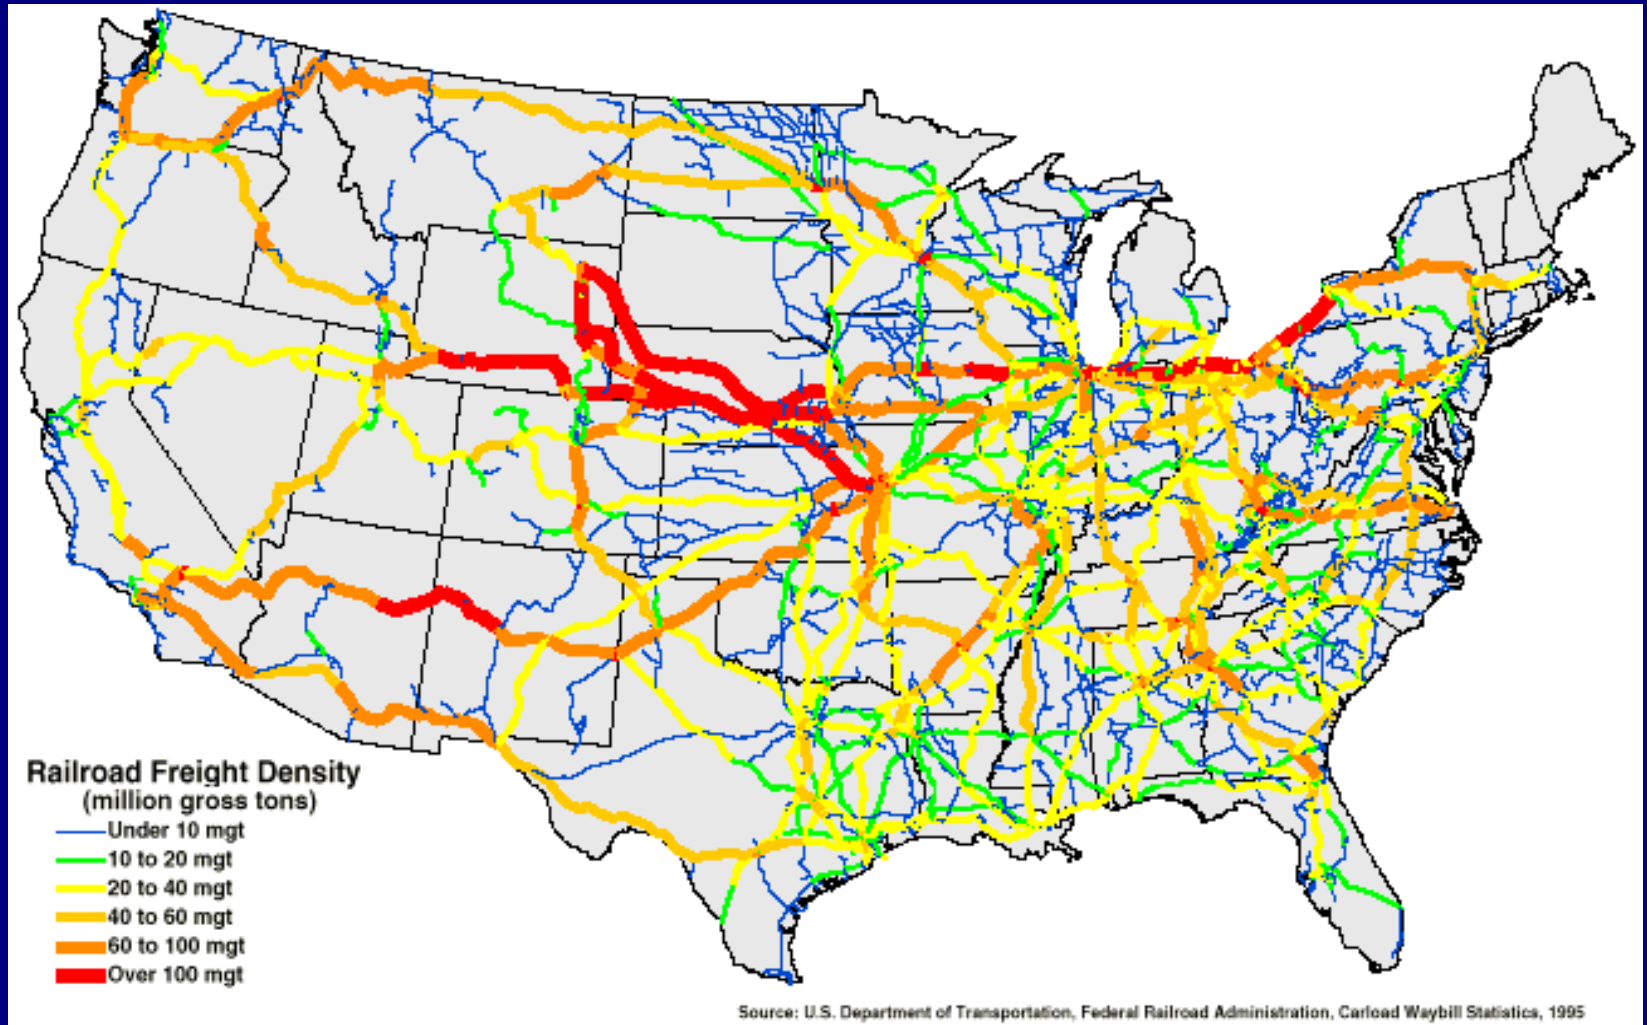 Railroad Freight Density
(million gross tons)
Under 10 mgt
10 to 20 mgt
20 to 40 mgt
40 to 60 mgt
60 to 100 mgt
Over 100 mgt
Source: U.S. Department of Transportation, Federal Railroad Administration, Carload Waybill Statistics, 1995